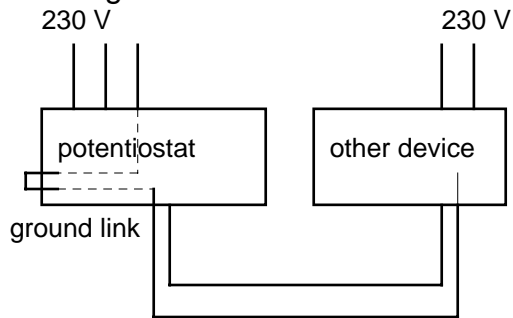 230 V
230 V
potentiostat
other device
ground link